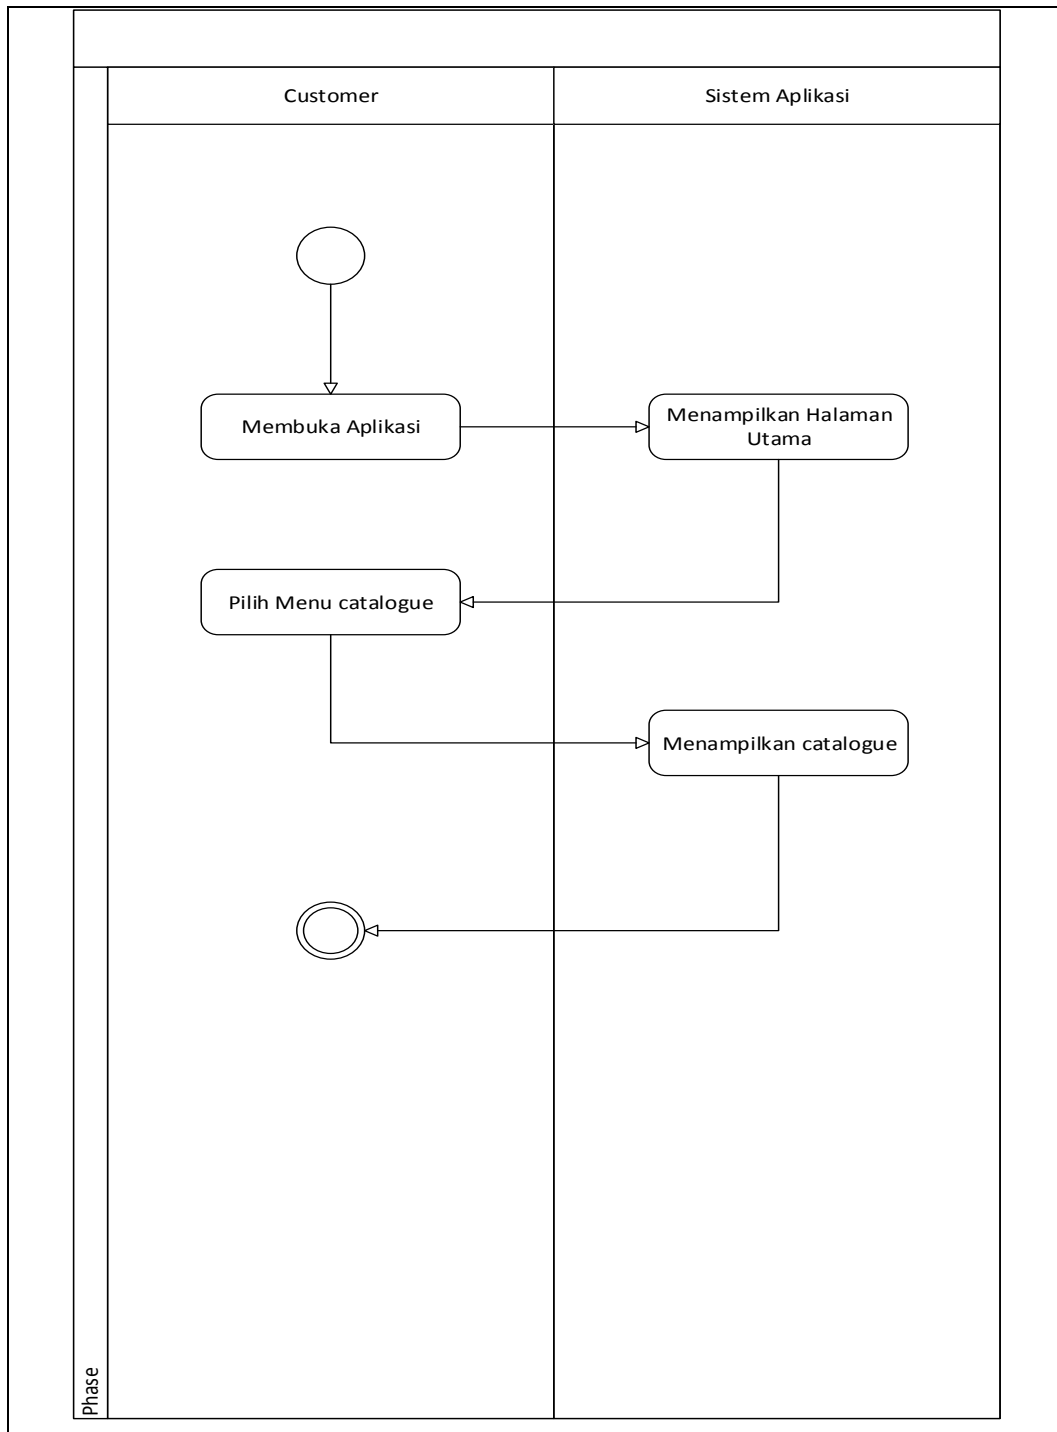 Customer
Sistem Aplikasi
Membuka Aplikasi
Menampilkan Halaman
Utama
Pilih Menu catalogue
Menampilkan catalogue
Phase